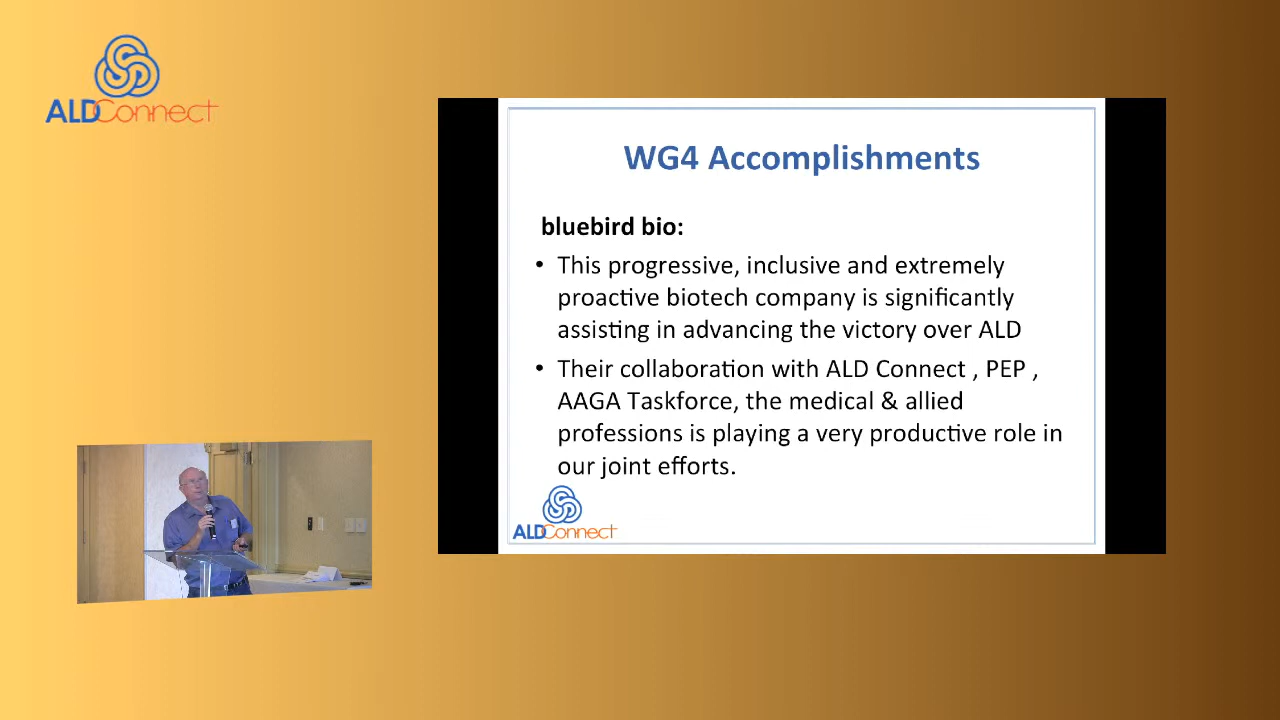 ALDConnect
WG4 Accomplishments
bluebird bio:
• This progressive, inclusive and extremely
proactive biotech company is significantly
assisting in advancing the victory over ALD
• Their collaboration with ALD Connect , PEP ,
AAGA Taskforce, the medical & allied
professions is playing a very productive role in
our joint efforts.
ALDConnect